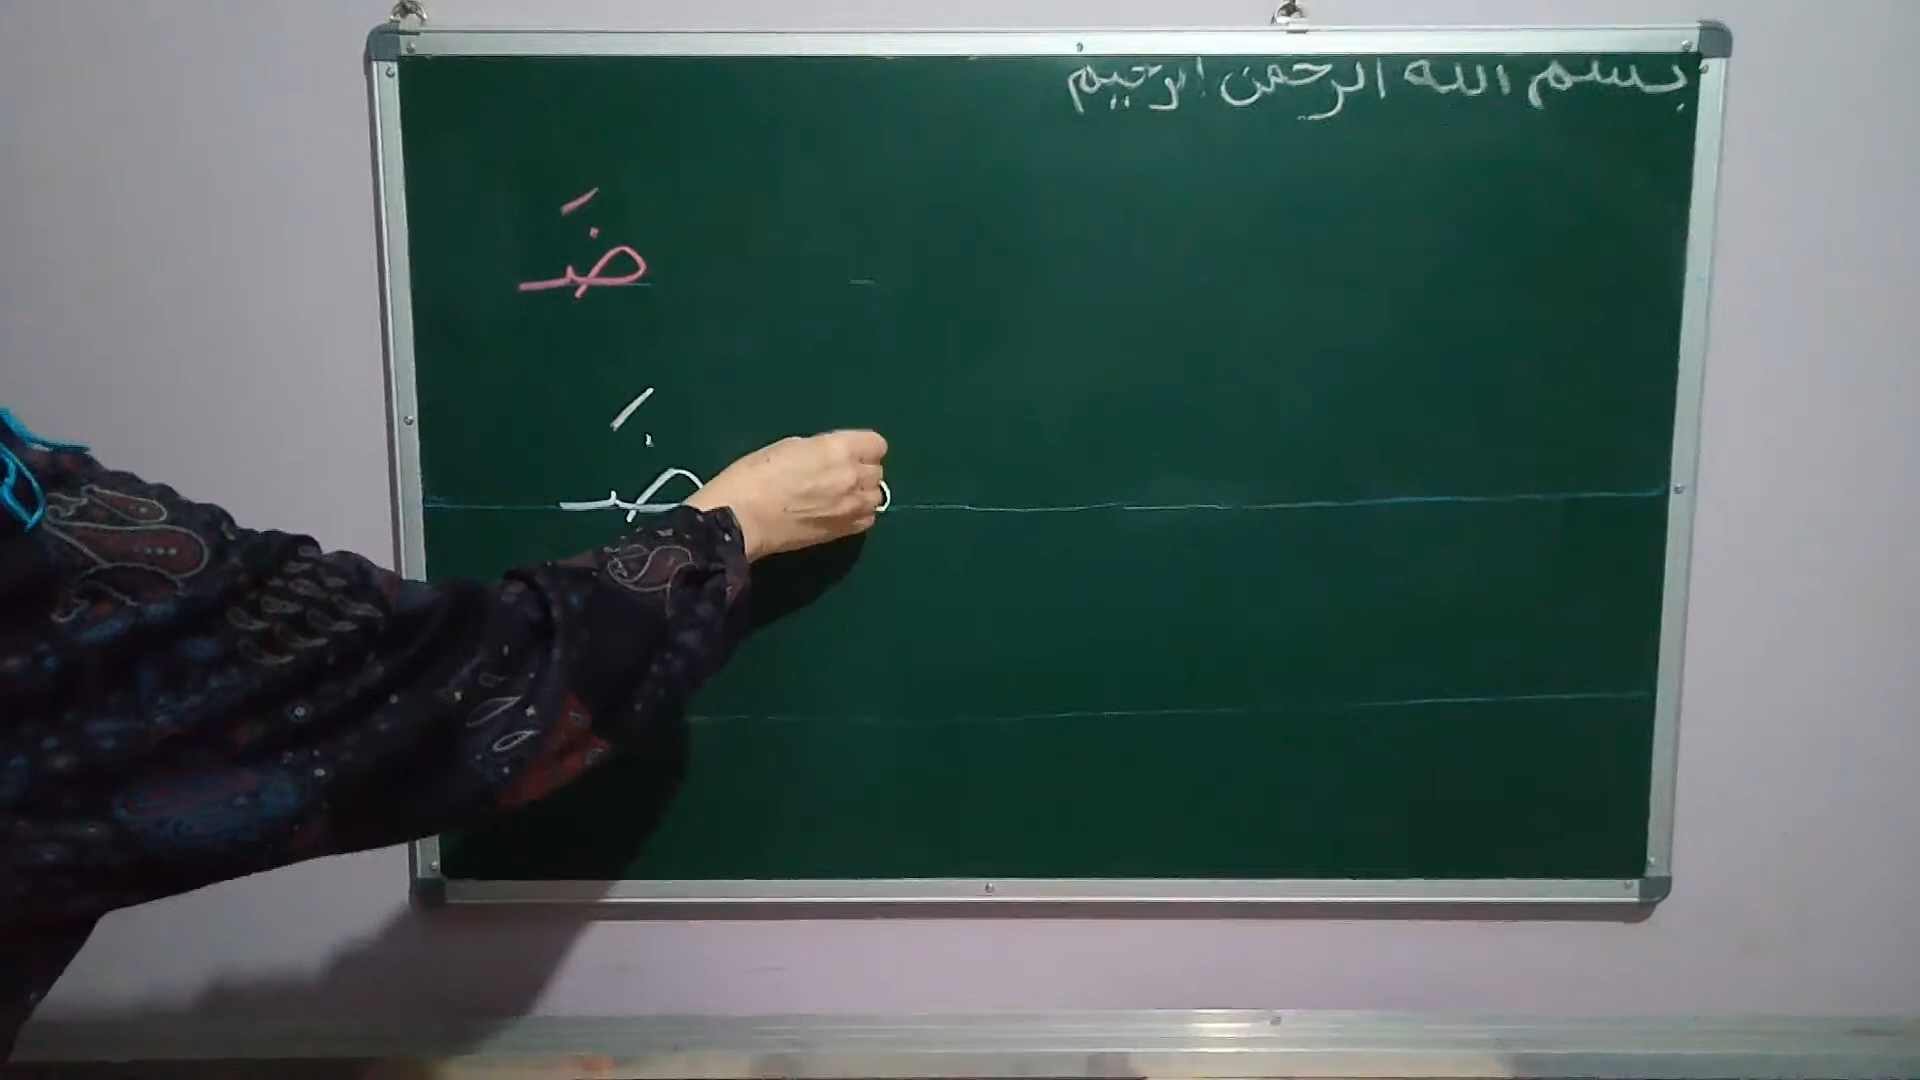 بسم الله الرحمن الرحیم
ضَـ
ضَـ